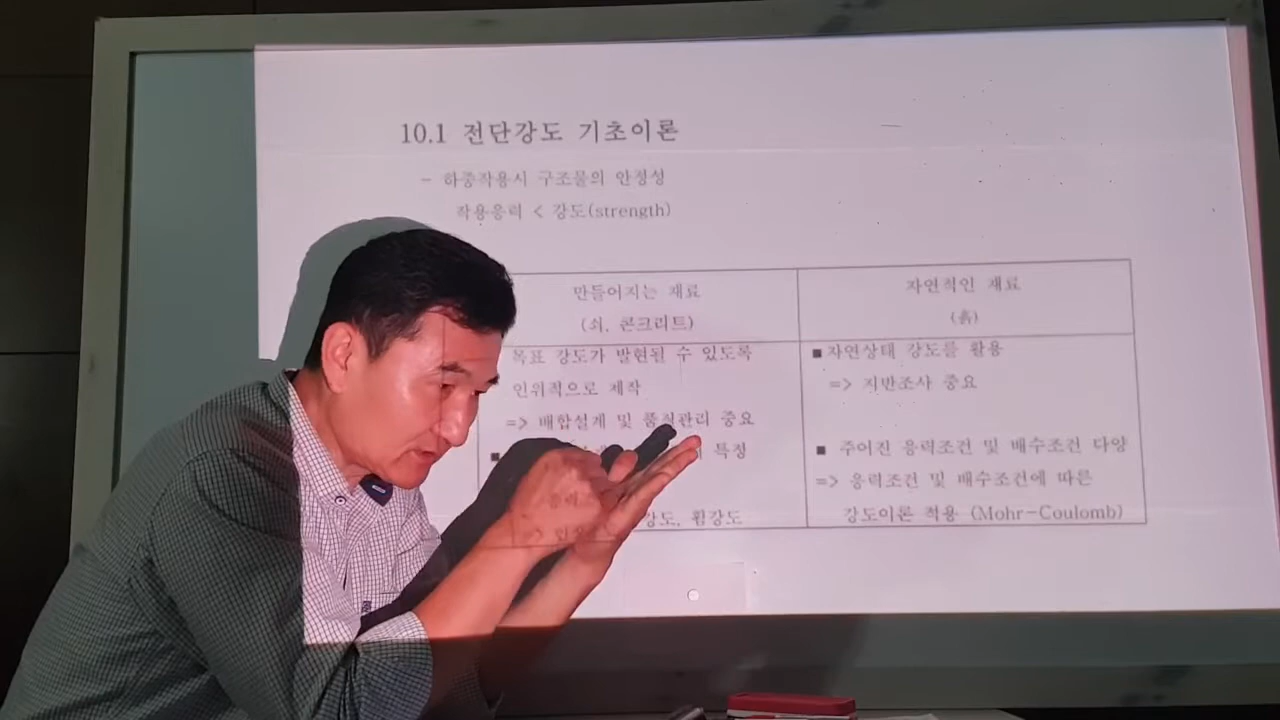 10.1 전단강도 기초이론
- 하중작용시 구조물의 안정성
작용응력 < 강도(strength)
만들어지는 재료
(쇠, 콘크리트)
자연적인 재료
(흙)
목표 강도가 발현될 수 있도록
인위적으로 제작
=> 배합설계 및 품질관리 중요
■ 특정
강도, 휨강도
■자연상태 강도를 활용
=> 지반조사 중요
■ 주어진 응력조건 및 배수조건 다양
=> 응력조건 및 배수조건에 따른
강도이론 적용 (Mohr-Coulomb)